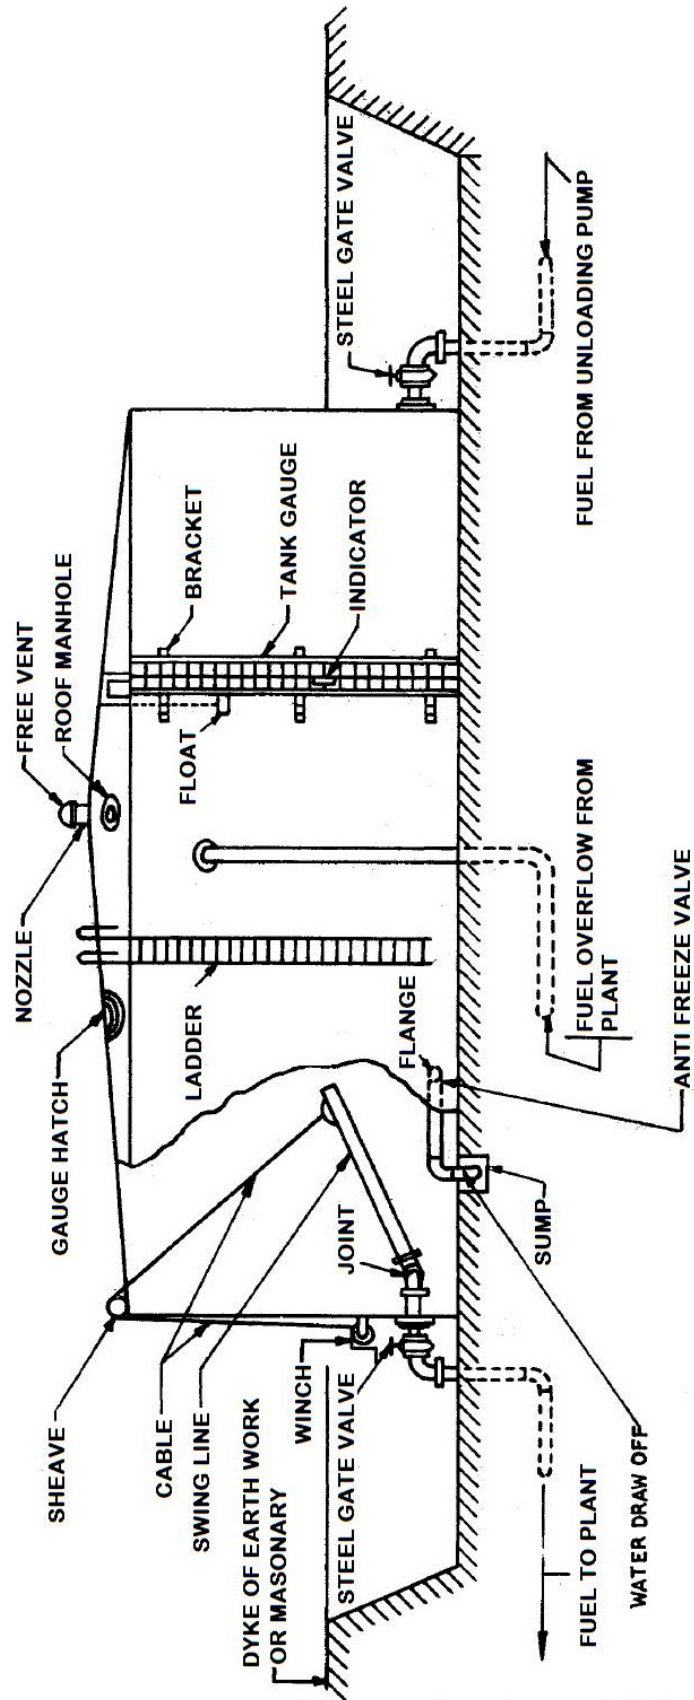 SHEAVE
CABLE
SWING LINE
WINCH
DYKE OF EARTH WORK
OR MASONARY
STEEL GATE VALVE
FUEL TO PLANT
WATER DRAW OFF
GAUGE HATCH
NOZZLE
FREE VENT
ROOF MANHOLE
LADDER
JOINT
FLANGE
SUMP
FLOAT
BRACKET
TANK GAUGE
INDICATOR
FUEL OVERFLOW FROM
PLANT
ANTI FREEZE VALVE
STEEL GATE VALVE
FUEL FROM UNLOADING PUMP